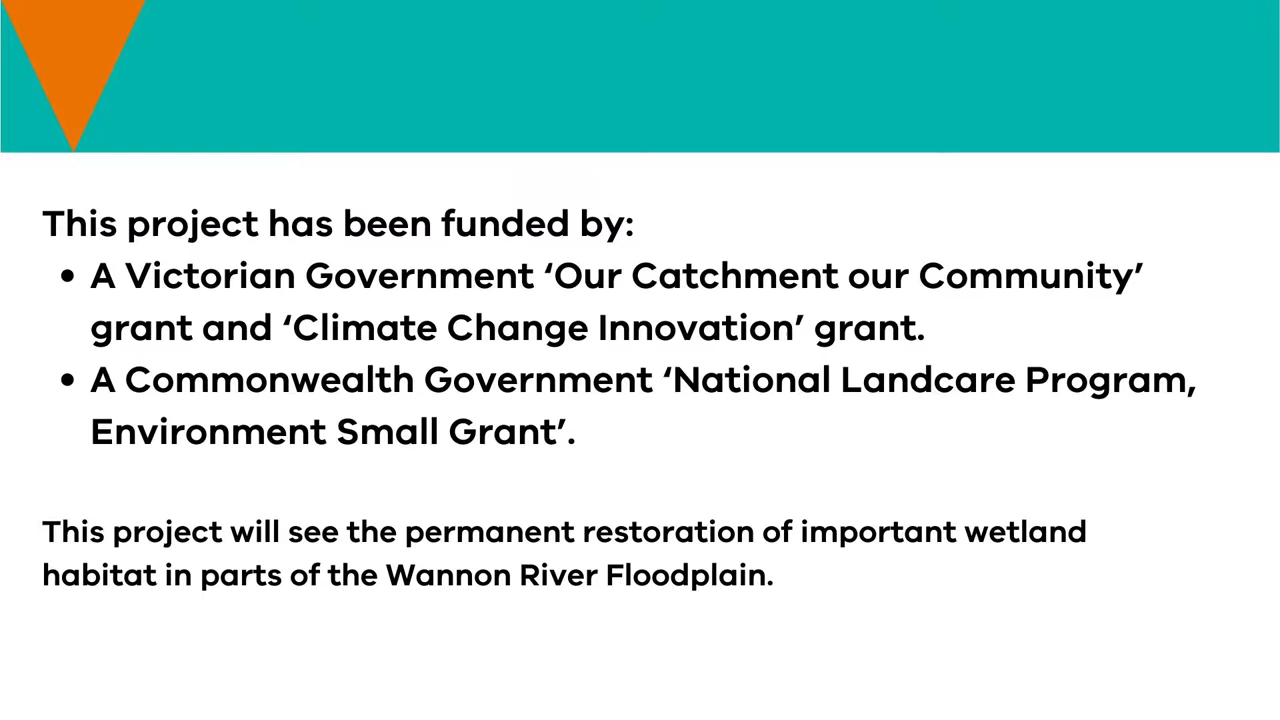 This project has been funded by:
• A Victorian Government ‘Our Catchment our Community’
grant and ‘Climate Change Innovation’ grant.
• A Commonwealth Government ‘National Landcare Program,
Environment Small Grant’.
This project will see the permanent restoration of important wetland
habitat in parts of the Wannon River Floodplain.